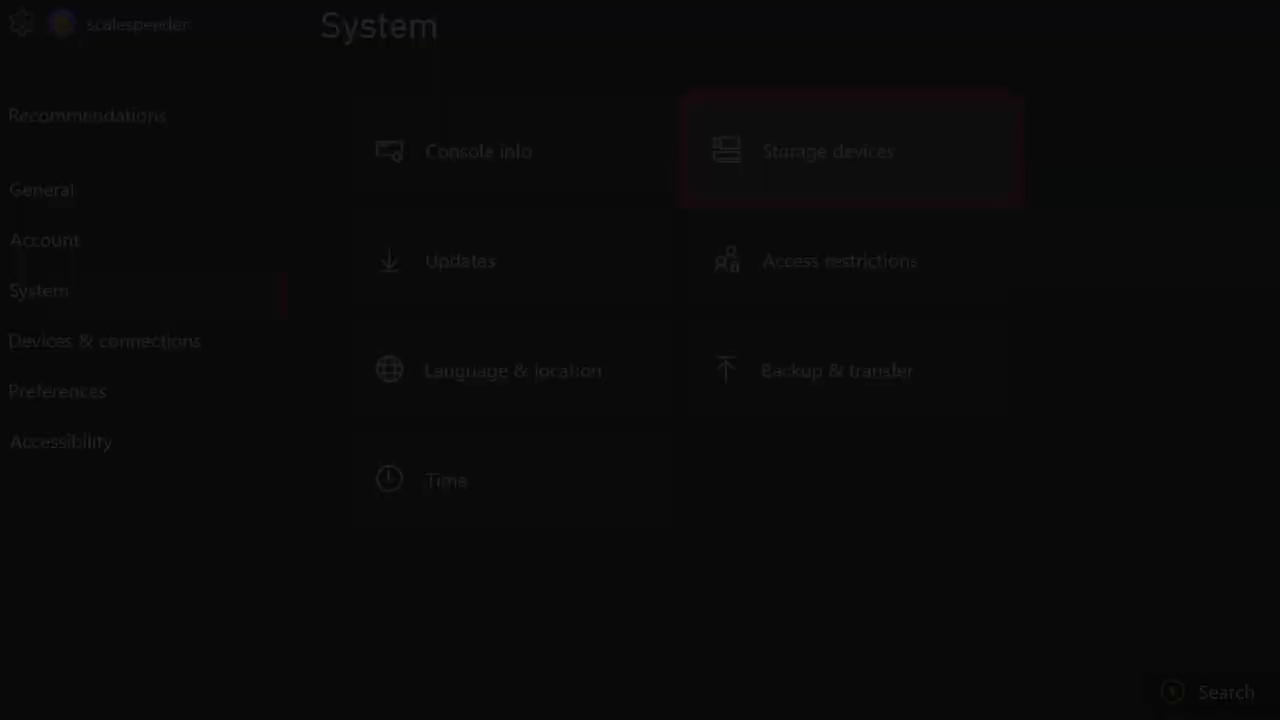 scalespeeder
System
Recommendations
General
Account
System
Devices & connections
Preferences
Accessibility
Console info
Storage devices
Updates
Access restrictions
Language & location
Backup & transfer
Time
Search